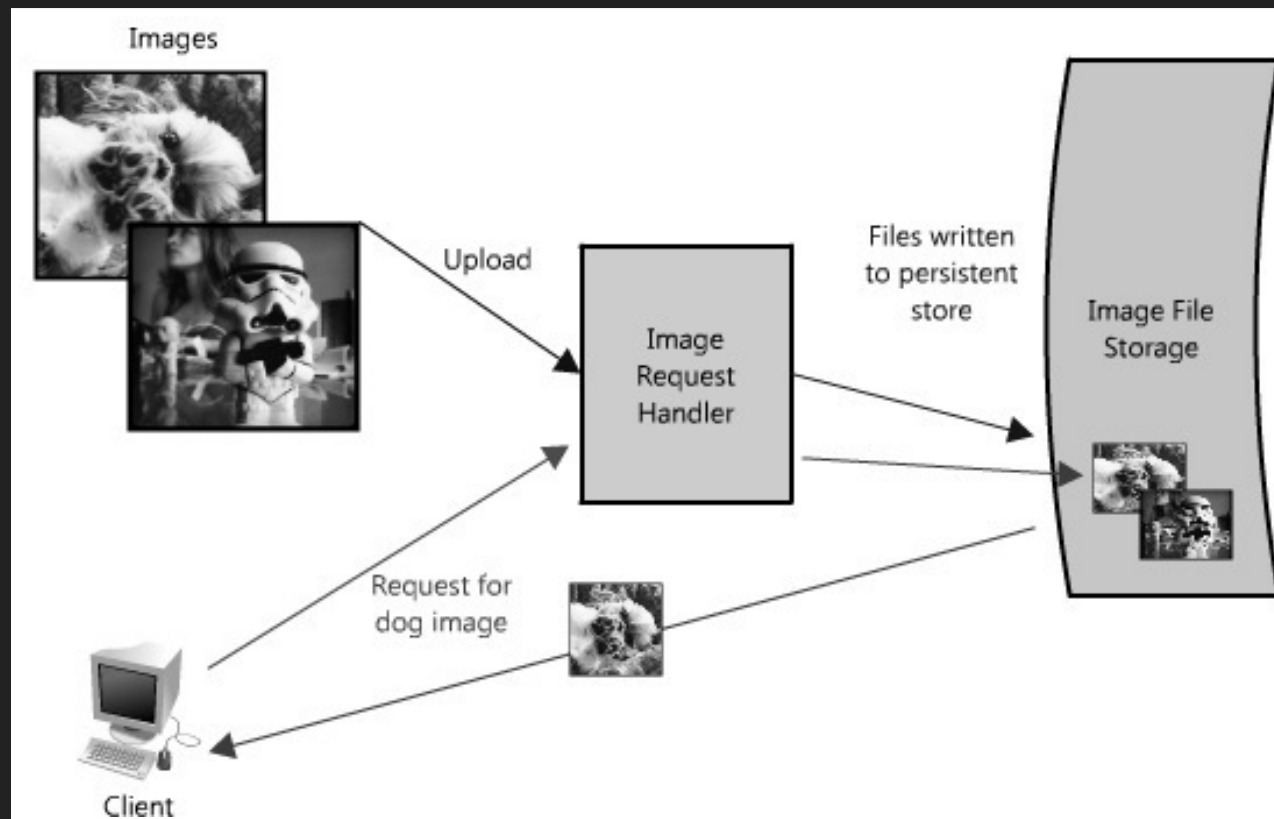 Images
Upload
Image
Request
Handler
Files written
to persistent
store
Image File
Storage
Request for
dog image
Client